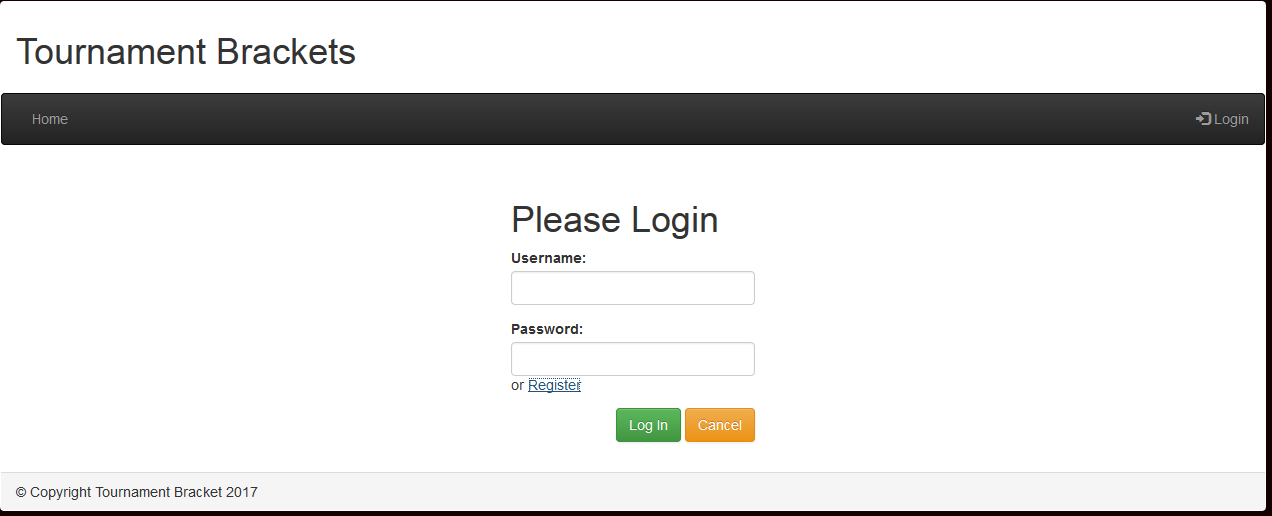 Tournament Brackets
Home
Login
Please Login
Username:
Password:
or Register
Log In
Cancel
© Copyright Tournament Bracket 2017